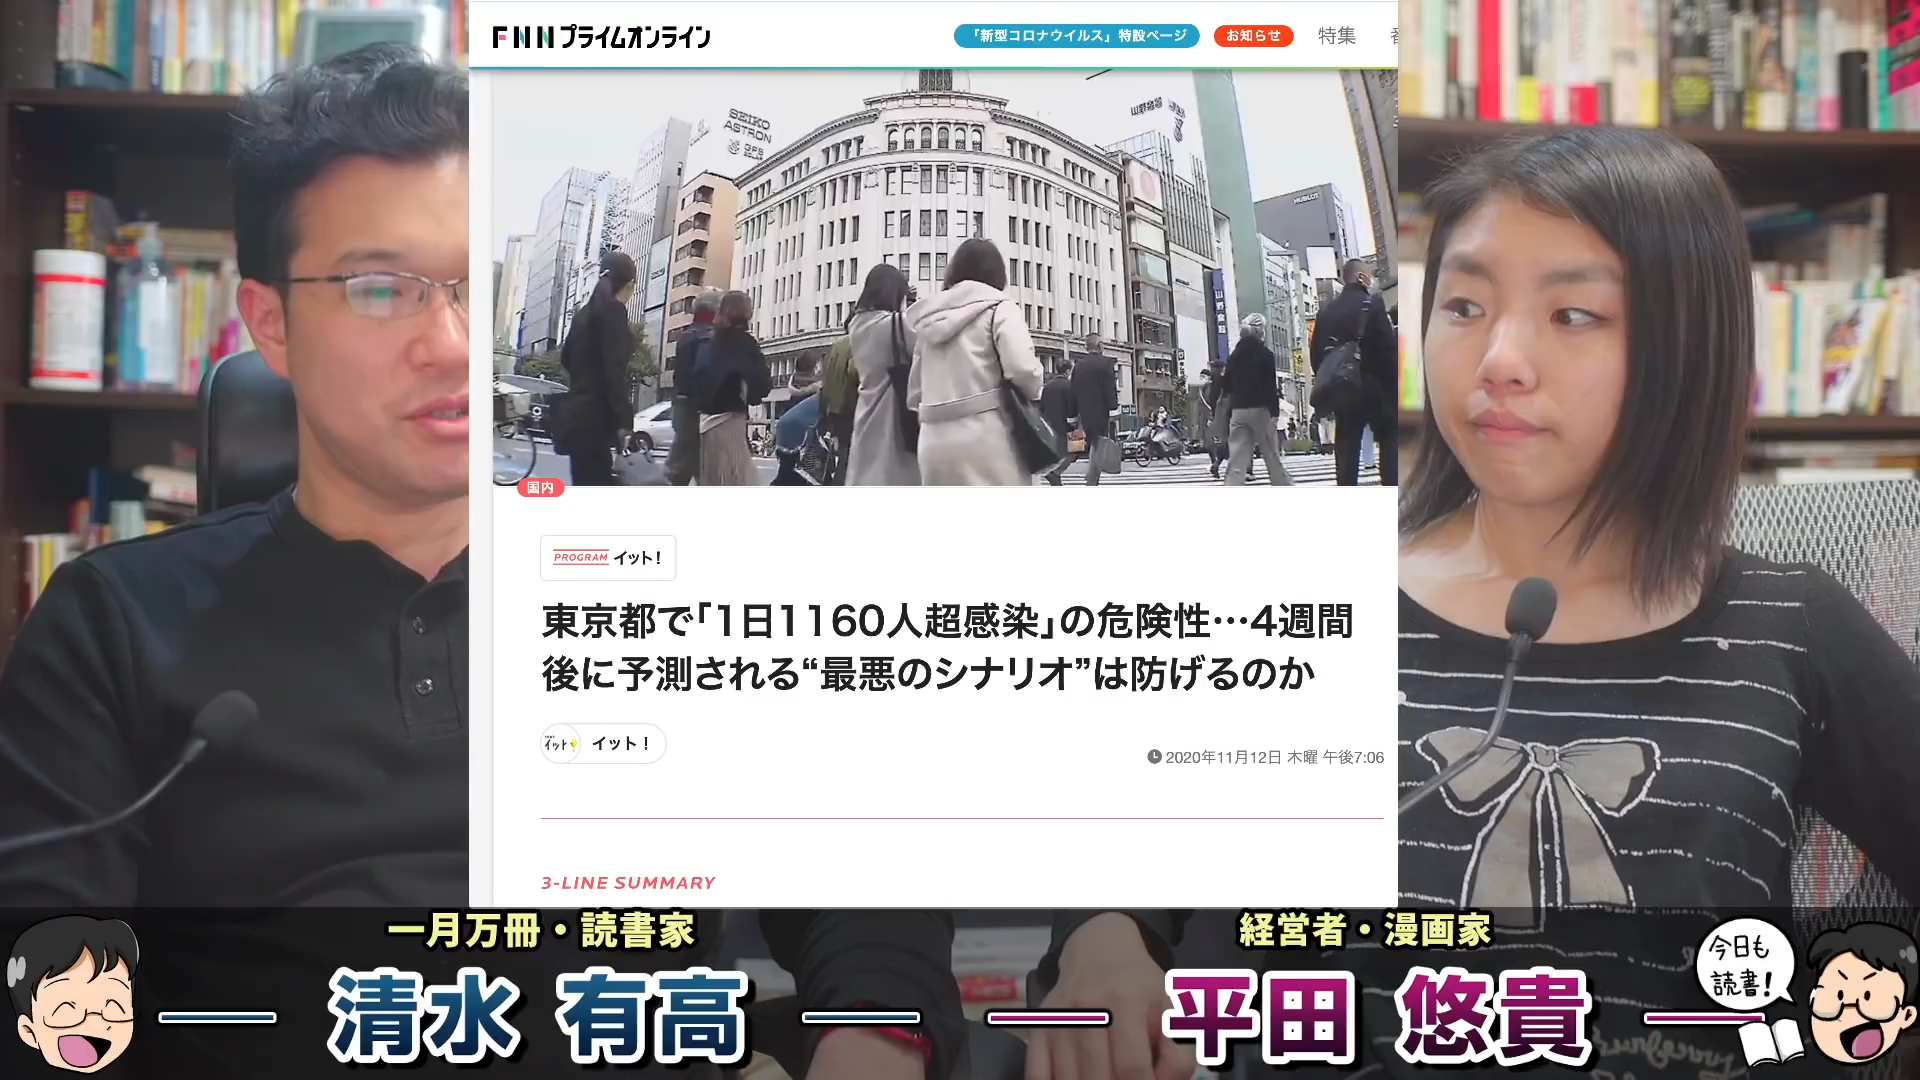 FNNプライムオンライン
「新型コロナウイルス」特設ページ
お知らせ
特集
SEIKO
ASTRON
GPS
SOLAR
HUBLOT
国内
PROGRAM イット!
東京都で「1日1160人超感染」の危険性…4週間
後に予測される“最悪のシナリオ”は防げるのか
イット!
イット!
2020年11月12日 木曜 午後7:06
3-LINE SUMMARY
一月万冊・読書家
清水 有高
経営者・漫画家
平田 悠貴
今日も
読書!